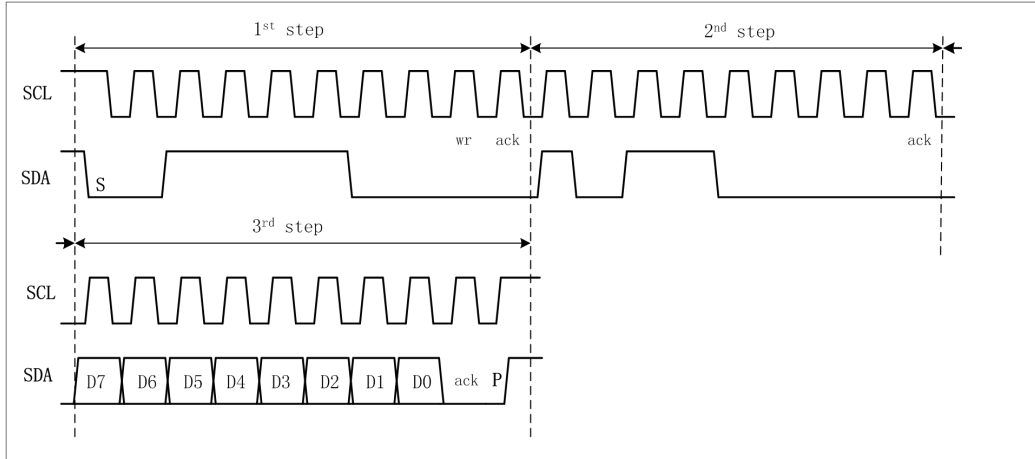 1st step
2nd step
SCL
wr ack
ack
SDA
S
3rd step
SCL
SDA
D7 D6 D5 D4 D3 D2 D1 D0 ack P